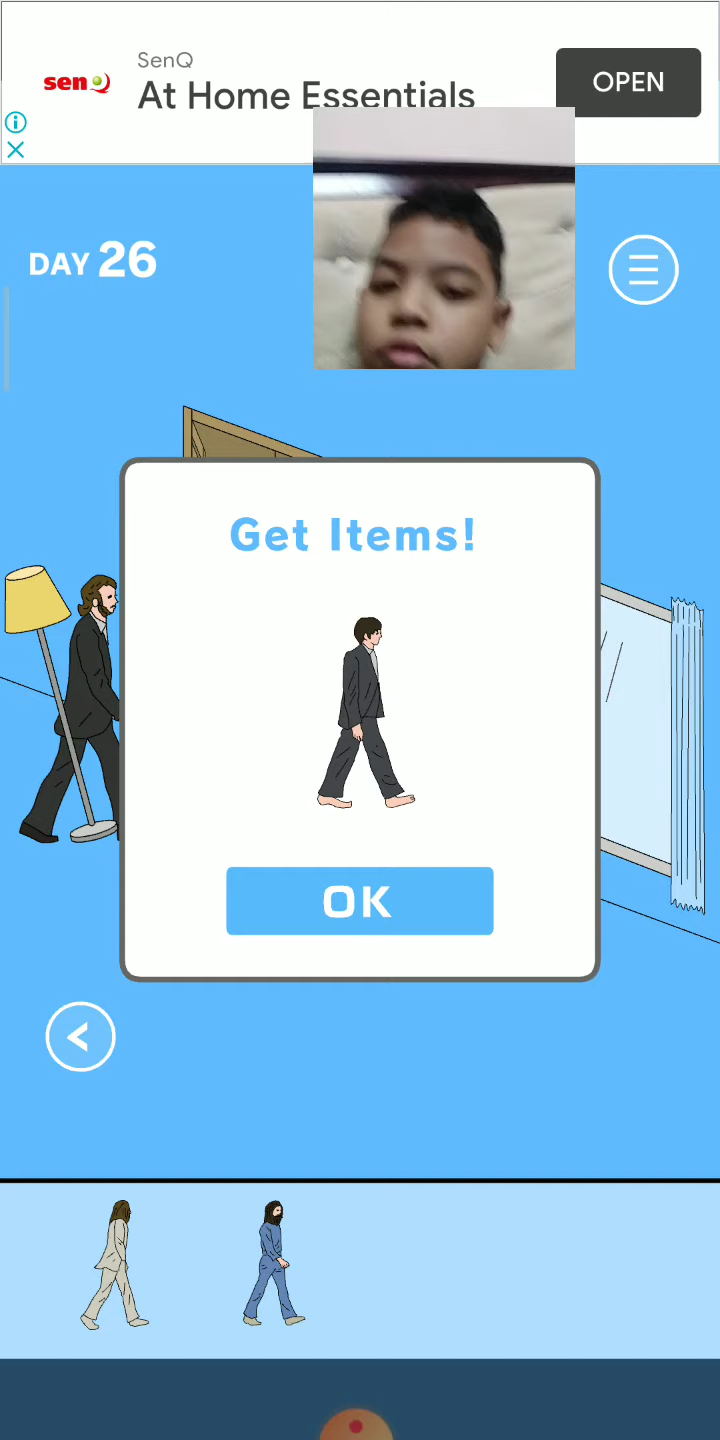 SenQ
senQ
At Home Essentials
OPEN
DAY 26
Get Items!
OK